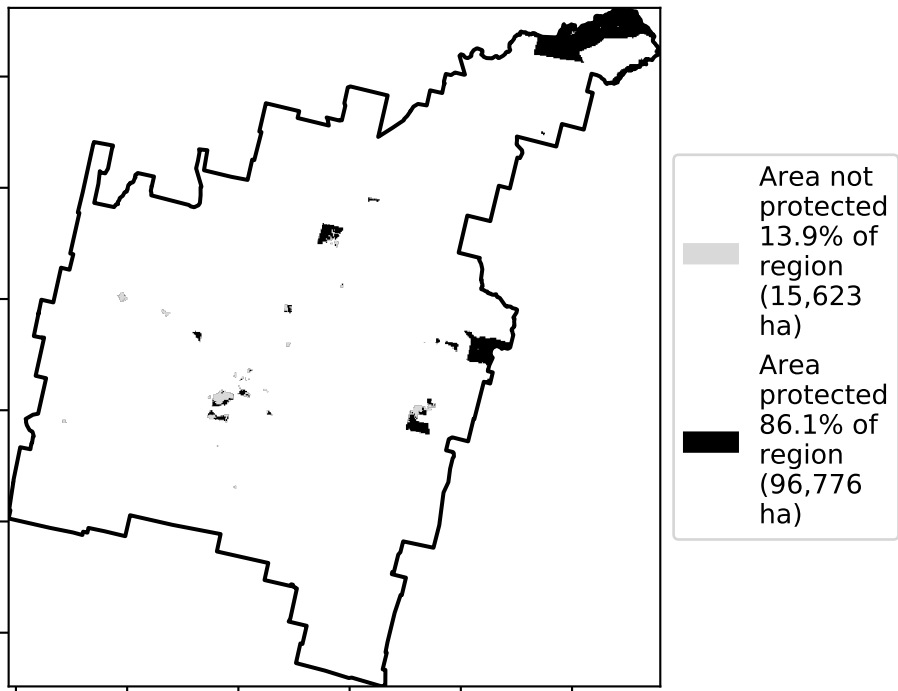 Area not
protected
13.9% of
region
(15,623
ha)
Area
protected
86.1% of
region
(96,776
ha)